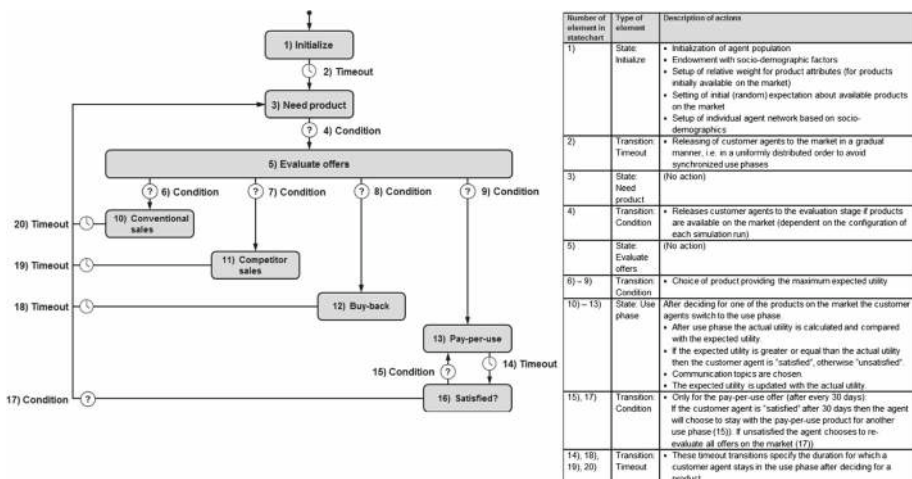 1) Initialize
2) Timeout
3) Need product
4) Condition
5) Evaluate offers
6) Condition
7) Condition
8) Condition
9) Condition
20) Timeout
10) Conventional
sales
19) Timeout
11) Competitor
sales
18) Timeout
12) Buy-back
13) Pay-per-use
15) Condition
14) Timeout
17) Condition
16) Satisfied?
Number of
element in
statechart
Type of
element
Description of actions
1)
State:
Initialize
• Initialization of agent population
• Endowment with socio-demographic factors
• Setup of relative weight for product attributes (for products
initially available on the market)
• Setting of initial (random) expectation about available products
on the market
• Setup of individual agent network based on socio-
demographics
2)
Transition:
Timeout
• Releasing of customer agents to the market in a gradual
manner, i.e. in a uniformly distributed order to avoid
synchronized use phases
3)
State:
Need
product
(No action)
4)
Transition:
Condition
• Releases customer agents to the evaluation stage if products
are available on the market (dependent on the configuration of
each simulation run)
5)
State:
Evaluate
offers
(No action)
6) – 9)
Transition:
Condition
• Choice of product providing the maximum expected utility
10) – 13)
State: Use
phase
After deciding for one of the products on the market the customer
agents switch to the use phase.
• After use phase the actual utility is calculated and compared
with the expected utility.
• If the expected utility is greater or equal than the actual utility
then the customer agent is "satisfied", otherwise "unsatisfied".
• Communication topics are chosen.
• The expected utility is updated with the actual utility.
15), 17)
Transition:
Condition
• Only for the pay-per-use offer (after every 30 days):
If the customer agent is "satisfied" after 30 days then the agent
will choose to stay with the pay-per-use product for another
use phase (15)). If unsatisfied the agent chooses to re-
evaluate all offers on the market (17))
14), 18),
19), 20)
Transition:
Timeout
• These timeout transitions specify the duration for which a
customer agent stays in the use phase after deciding for a
product